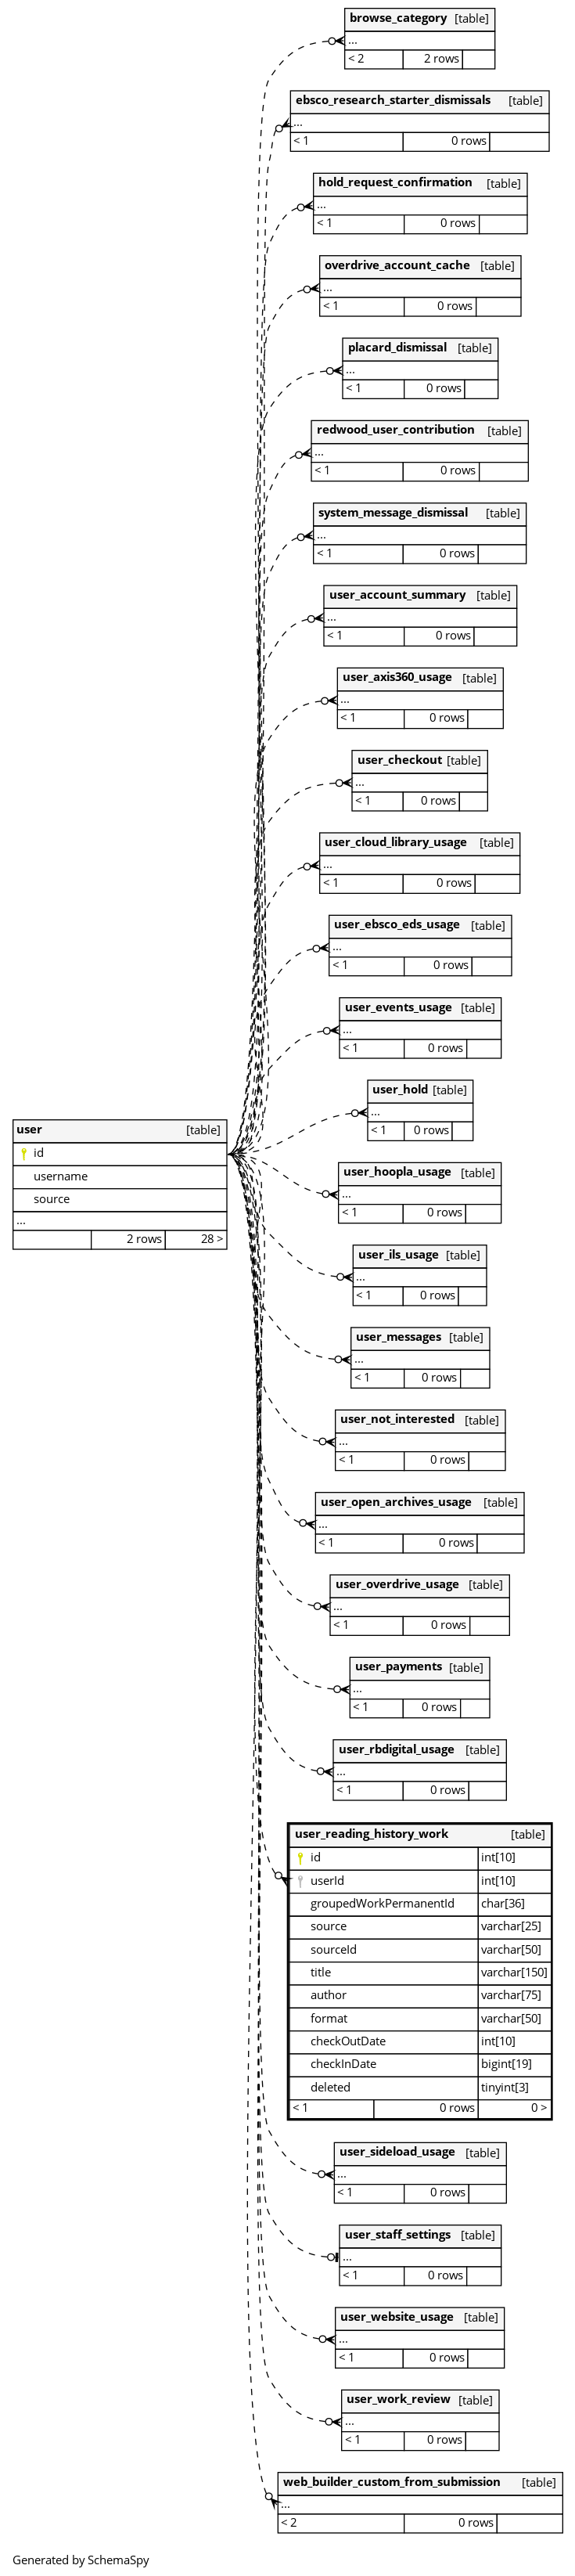 browse_category [table]
...
< 2 2 rows
ebsco_research_starter_dismissals [table]
...
< 1 0 rows
hold_request_confirmation [table]
...
< 1 0 rows
overdrive_account_cache [table]
...
< 1 0 rows
placard_dismissal [table]
...
< 1 0 rows
redwood_user_contribution [table]
...
< 1 0 rows
system_message_dismissal [table]
...
< 1 0 rows
user_account_summary [table]
...
< 1 0 rows
user_axis360_usage [table]
...
< 1 0 rows
user_checkout [table]
...
< 1 0 rows
user_cloud_library_usage [table]
...
< 1 0 rows
user_ebsco_eds_usage [table]
...
< 1 0 rows
user_events_usage [table]
...
< 1 0 rows
user_hold [table]
...
< 1 0 rows
user [table]
id
username
source
...
2 rows 28 >
user_hoopla_usage [table]
...
< 1 0 rows
user_ils_usage [table]
...
< 1 0 rows
user_messages [table]
...
< 1 0 rows
user_not_interested [table]
...
< 1 0 rows
user_open_archives_usage [table]
...
< 1 0 rows
user_overdrive_usage [table]
...
< 1 0 rows
user_payments [table]
...
< 1 0 rows
user_rbdigital_usage [table]
...
< 1 0 rows
user_reading_history_work [table]
id int[10]
userId int[10]
groupedWorkPermanentId char[36]
source varchar[25]
sourceId varchar[50]
title varchar[150]
author varchar[75]
format varchar[50]
checkOutDate int[10]
checkInDate bigint[19]
deleted tinyint[3]
< 1 0 rows 0 >
user_sideload_usage [table]
...
< 1 0 rows
user_staff_settings [table]
...
< 1 0 rows
user_website_usage [table]
...
< 1 0 rows
user_work_review [table]
...
< 1 0 rows
web_builder_custom_from_submission [table]
...
< 2 0 rows
Generated by SchemaSpy